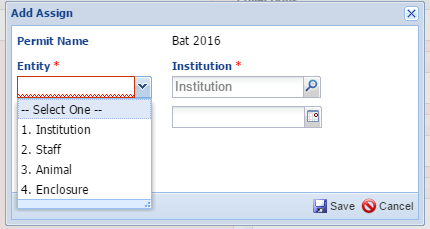 Add Assign
Permit Name Bat 2016
Entity * Institution *
Institution
-- Select One --
1. Institution
2. Staff
3. Animal
4. Enclosure
Save Cancel